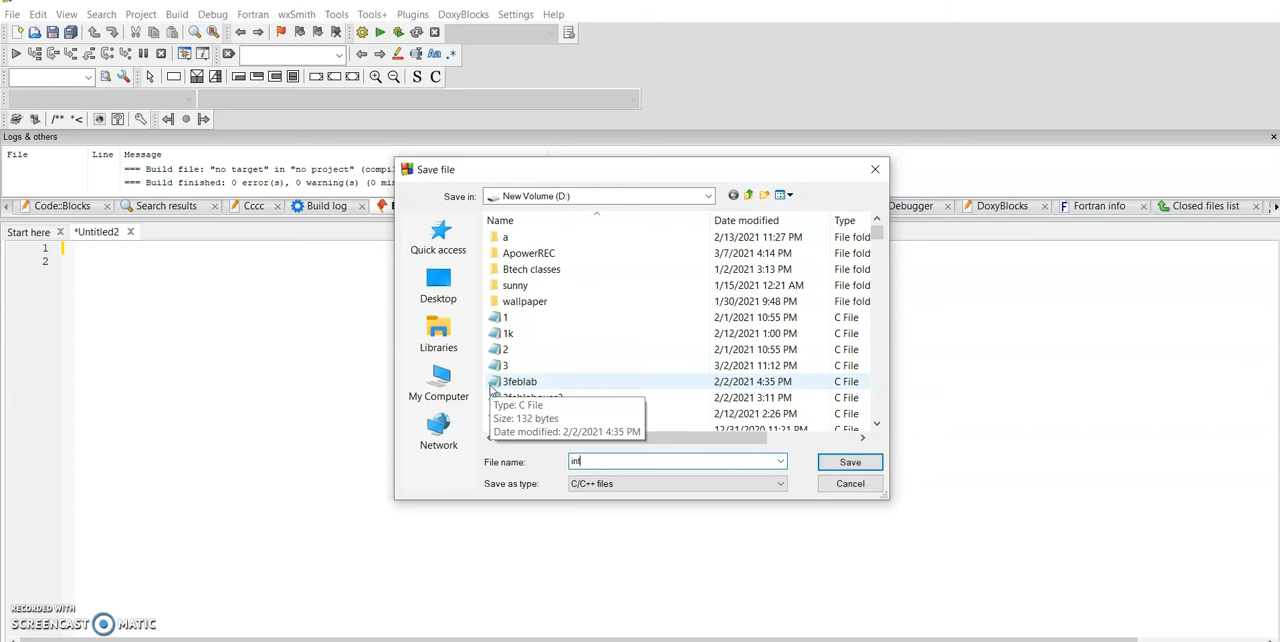 File Edit View Search Project Build Debug Fortran wxSmith Tools Tools+ Plugins DoxyBlocks Settings Help
S C
/** *<
Logs & others
File Line Message
=== Build file: "no target" in "no project" (compi
=== Build finished: 0 error(s), 0 warning(s) (0 mi
Code::Blocks Search results Cccc Build log Debugger DoxyBlocks Fortran info Closed files list
Start here *Untitled2
1
2
Save file
Save in: New Volume (D:)
Name Date modified Type
a 2/13/2021 11:27 PM File fold
ApowerREC 3/7/2021 4:14 PM File fold
Btech classes 1/2/2021 3:13 PM File fold
sunny 1/15/2021 12:21 AM File fold
wallpaper 1/30/2021 9:48 PM File fold
1 2/1/2021 10:55 PM C File
1k 2/12/2021 1:00 PM C File
2 2/1/2021 10:55 PM C File
3 3/2/2021 11:12 PM C File
3feblab 2/2/2021 4:35 PM C File
2/2/2021 3:11 PM C File
2/12/2021 2:26 PM C File
12/31/2020 11:21 PM C File
Type: C File
Size: 132 bytes
Date modified: 2/2/2021 4:35 PM
Quick access
Desktop
Libraries
My Computer
Network
File name: int Save
Save as type: C/C++ files Cancel
RECORDED WITH
SCREENCAST MATIC